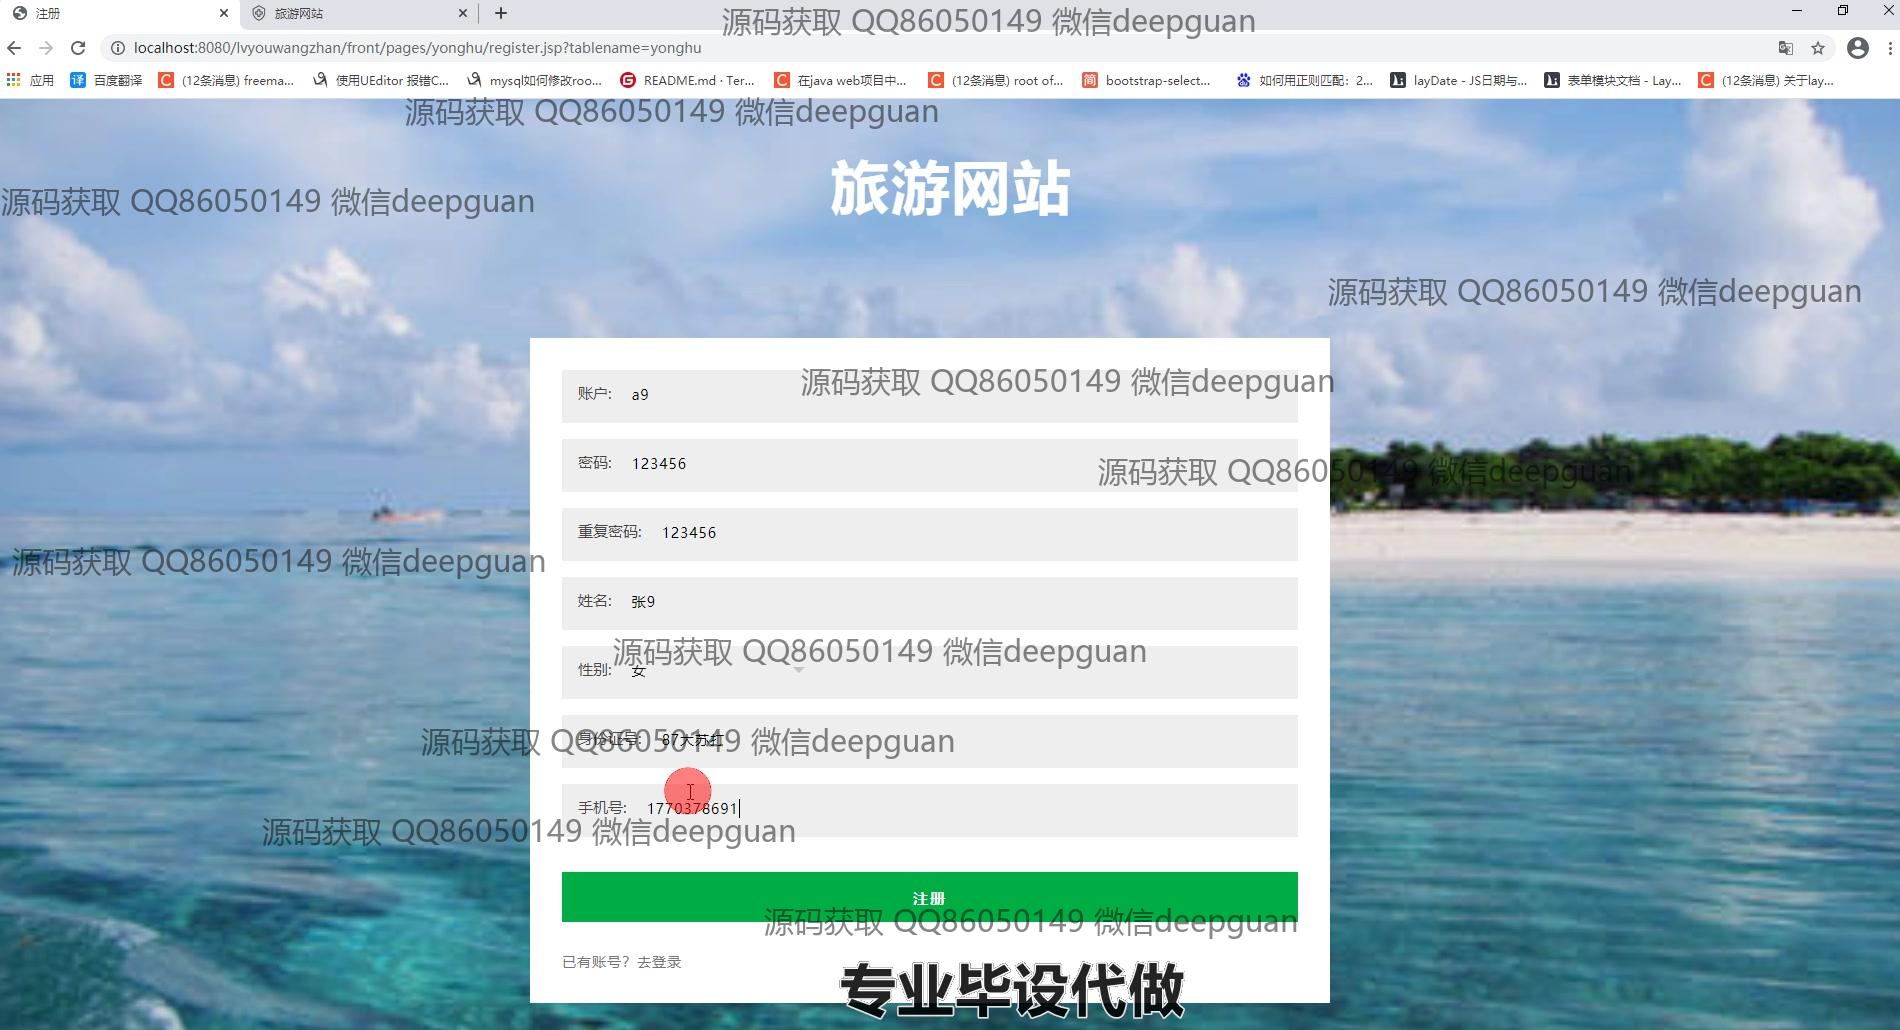 注册
旅游网站
源码获取 QQ86050149 微信deepguan
localhost:8080/lvyouwangzhan/front/pages/yonghu/register.jsp?tablename=yonghu
应用 百度翻译 (12条消息) freema... 使用UEditor 报错C... mysql如何修改roo... README.md · Ter... 在java web项目中... (12条消息) root of... bootstrap-select... 如何用正则匹配：2... layDate - JS日期与... 表单模块文档 - Lay... (12条消息) 关于lay...
源码获取 QQ86050149 微信deepguan
旅游网站
源码获取 QQ86050149 微信deepguan
源码获取 QQ86050149 微信deepguan
账户: a9
源码获取 QQ86050149 微信deepguan
密码: 123456
源码获取 QQ86050149 微信deepguan
重复密码: 123456
源码获取 QQ86050149 微信deepguan
姓名: 张9
源码获取 QQ86050149 微信deepguan
性别: 女
源码获取 QQ86050149 微信deepguan
身份证号:
手机号: 1770378691
源码获取 QQ86050149 微信deepguan
注册
源码获取 QQ86050149 微信deepguan
已有账号？去登录
专业毕设代做